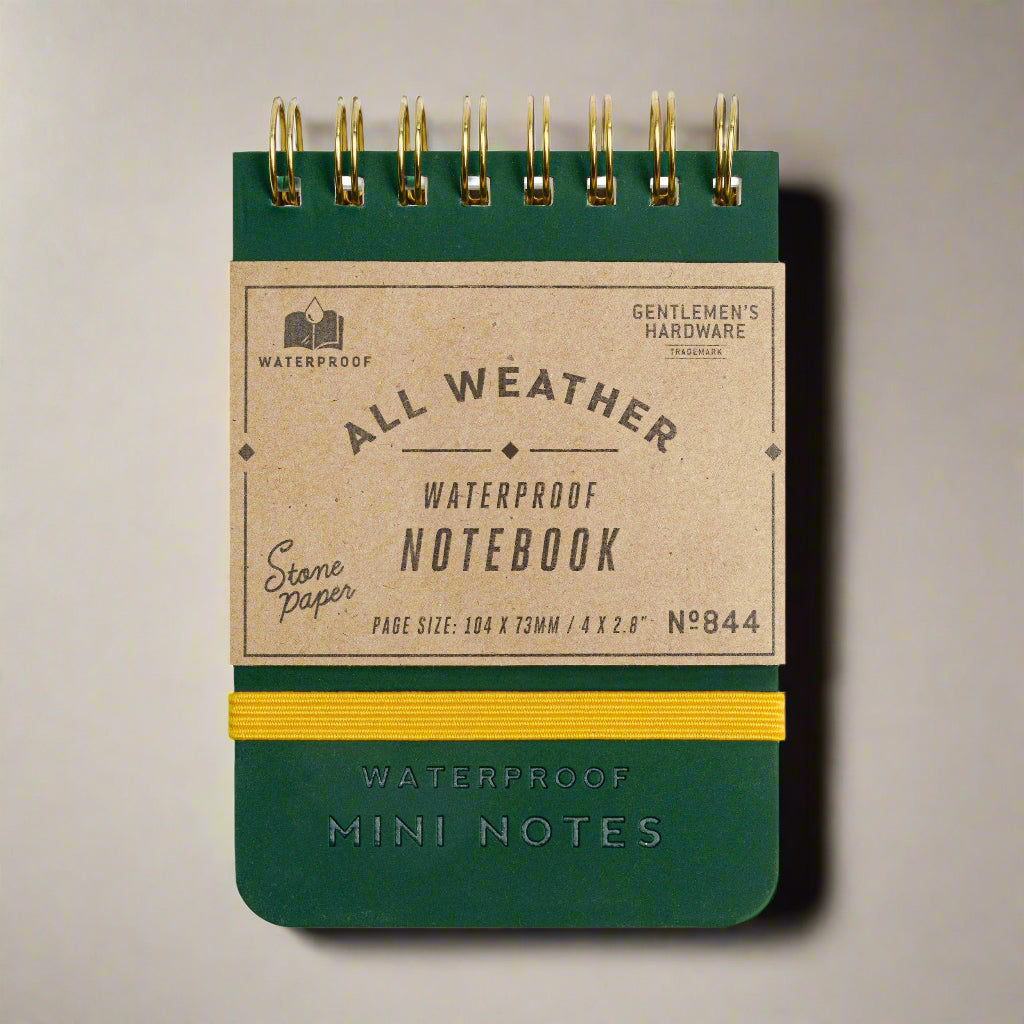 WATERPROOF
GENTLEMEN'S
HARDWARE
TRADEMARK
ALL WEATHER
WATERPROOF
NOTEBOOK
Stone
Paper
PAGE SIZE: 104 X 73MM / 4 X 2.8"
Nº844
WATERPROOF
MINI NOTES